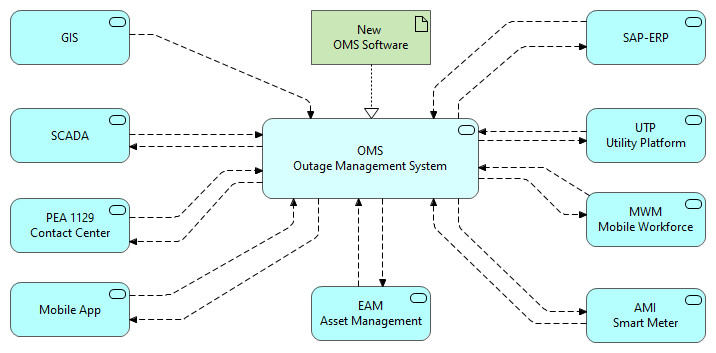 GIS
New
OMS Software
SAP-ERP
SCADA
OMS
Outage Management System
UTP
Utility Platform
PEA 1129
Contact Center
MWM
Mobile Workforce
Mobile App
EAM
Asset Management
AMI
Smart Meter